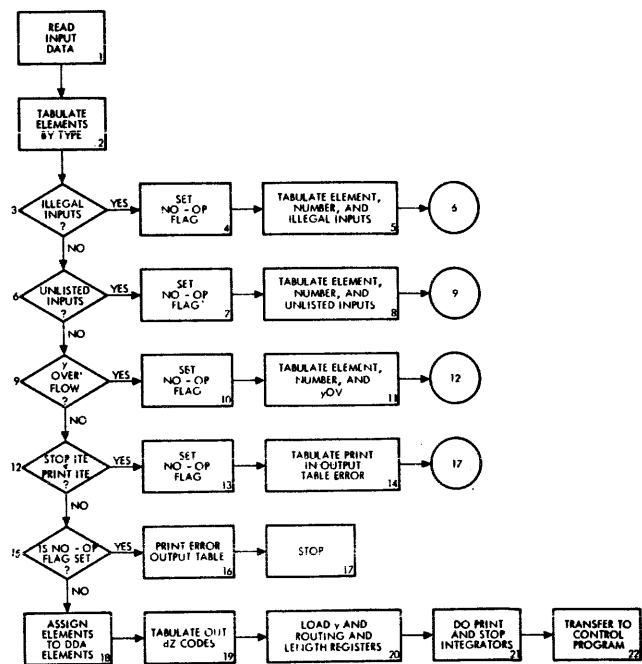 READ
INPUT
DATA
1
TABULATE
ELEMENTS
BY TYPE
2
3
ILLEGAL
INPUTS
?
YES
SET
NO - OP
FLAG
4
TABULATE ELEMENT,
NUMBER, AND
ILLEGAL INPUTS
5
6
NO
6
UNLISTED
INPUTS
?
YES
SET
NO - OP
FLAG
7
TABULATE ELEMENT,
NUMBER, AND
UNLISTED INPUTS
8
9
NO
9
y
OVER
FLOW
?
YES
SET
NO - OP
FLAG
10
TABULATE ELEMENT,
NUMBER, AND
yOV
11
12
NO
12
STOP ITE
PRINT ITE
?
YES
SET
NO - OP
FLAG
13
TABULATE PRINT
IN OUTPUT
TABLE ERROR
14
17
NO
15
IS NO - OP
FLAG SET
?
YES
PRINT ERROR
OUTPUT TABLE
16
STOP
17
NO
ASSIGN
ELEMENTS
TO DDA
ELEMENTS
18
TABULATE OUT
dZ CODES
19
LOAD y AND
ROUTING AND
LENGTH REGISTERS
20
DO PRINT
AND STOP
INTEGRATORS
21
TRANSFER TO
CONTROL
PROGRAM
22